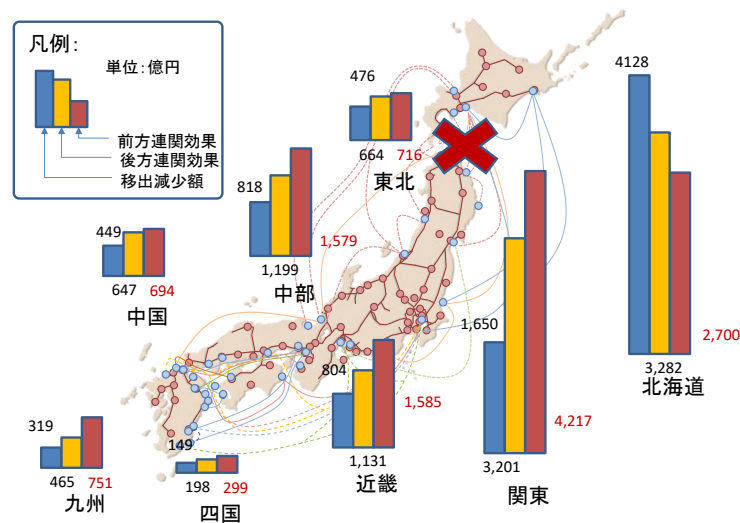 凡例：
単位：億円
前方連関効果
後方連関効果
移出減少額
4128
3,282
2,700
北海道
476
664
716
東北
818
1,199
1,579
中部
449
647
694
中国
1,650
3,201
4,217
関東
804
1,131
1,585
近畿
319
465
751
九州
149
198
299
四国